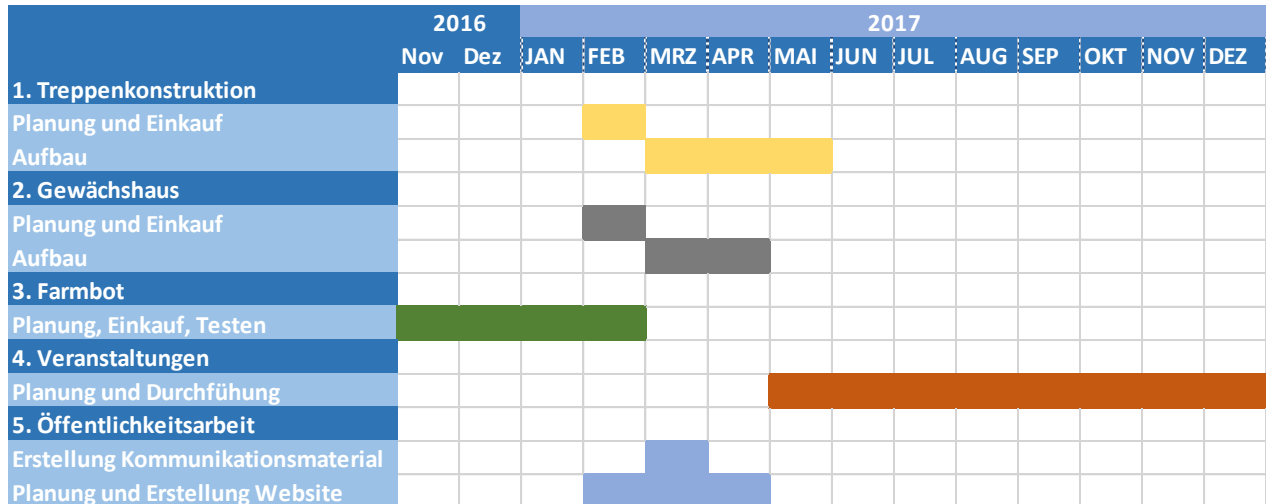 2016 2017
Nov Dez JAN FEB MRZ APR MAI JUN JUL AUG SEP OKT NOV DEZ
1. Treppenkonstruktion
Planung und Einkauf
Aufbau
2. Gewächshaus
Planung und Einkauf
Aufbau
3. Farmbot
Planung, Einkauf, Testen
4. Veranstaltungen
Planung und Durchfühung
5. Öffentlichkeitsarbeit
Erstellung Kommunikationsmaterial
Planung und Erstellung Website